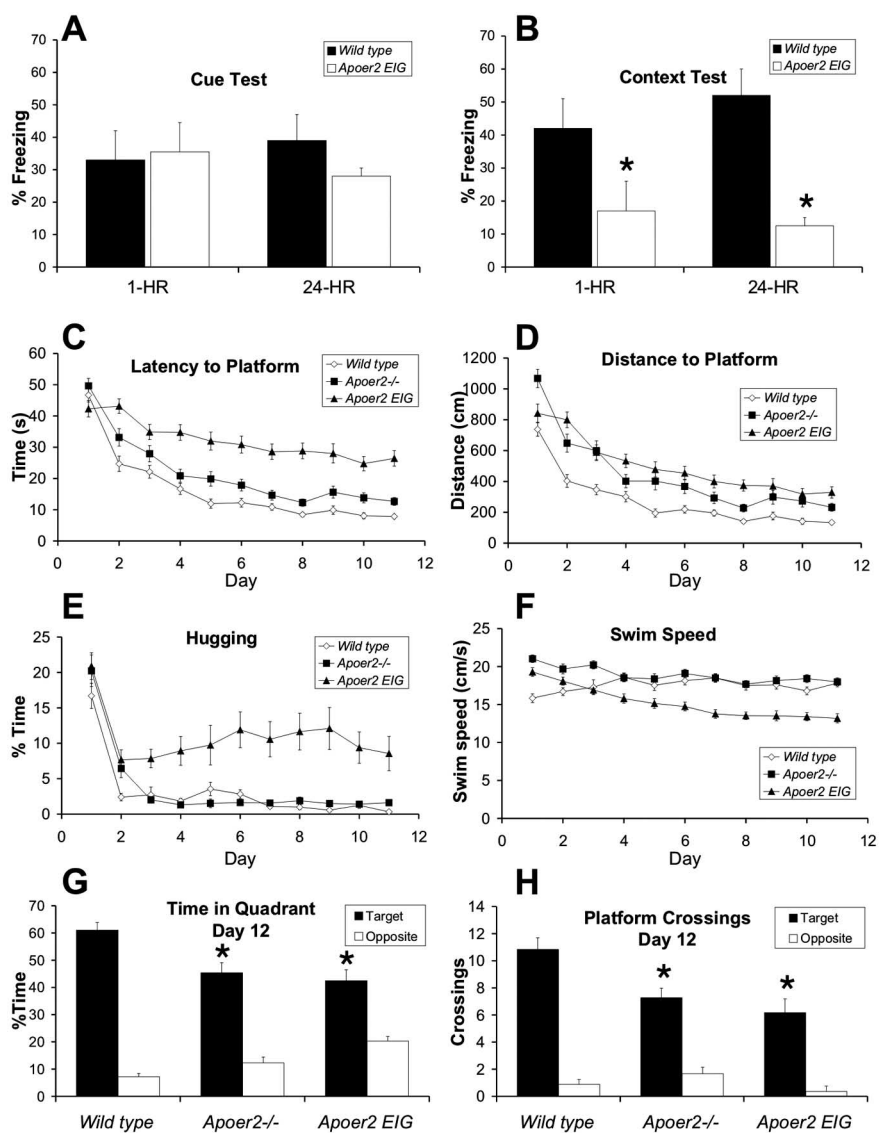 A
Cue Test
Wild type
Apoer2 EIG
% Freezing
70
60
50
40
30
20
10
0
1-HR 24-HR
B
Context Test
Wild type
Apoer2 EIG
% Freezing
70
60
50
40
30
20
10
0
*
*
1-HR 24-HR
C
Latency to Platform
Wild type
Apoer2-/-
Apoer2 EIG
Time (s)
60
50
40
30
20
10
0
0 2 4 6 8 10 12
Day
D
Distance to Platform
Wild type
Apoer2-/-
Apoer2 EIG
Distance (cm)
1200
1000
800
600
400
200
0
0 2 4 6 8 10 12
Day
E
Hugging
Wild type
Apoer2-/-
Apoer2 EIG
% Time
25
20
15
10
5
0
0 2 4 6 8 10 12
Day
F
Swim Speed
Wild type
Apoer2-/-
Apoer2 EIG
Swim speed (cm/s)
25
20
15
10
5
0
0 2 4 6 8 10 12
Day
G
Time in Quadrant
Day 12
Target
Opposite
%Time
70
60
50
40
30
20
10
0
*
*
Wild type Apoer2-/- Apoer2 EIG
H
Platform Crossings
Day 12
Target
Opposite
Crossings
14
12
10
8
6
4
2
0
*
*
Wild type Apoer2-/- Apoer2 EIG